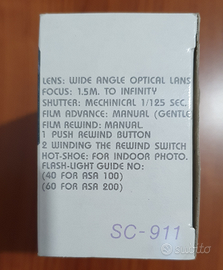 LENS: WIDE ANGLE OPTICAL LANS
FOCUS: 1.5M. TO INFINITY
SHUTTER: MECHINICAL 1/125 SEC.
FILM ADVANCE: MANUAL (GENTLE
FILM REWIND: MANUAL.
1 PUSH REWIND BUTTON
2 WINDING THE REWIND SWITCH
HOT-SHOE: FOR INDOOR PHOTO.
FLASH-LIGHT GUIDE NO:
(40 FOR ASA 100)
(60 FOR ASA 200)
SC-911
subito